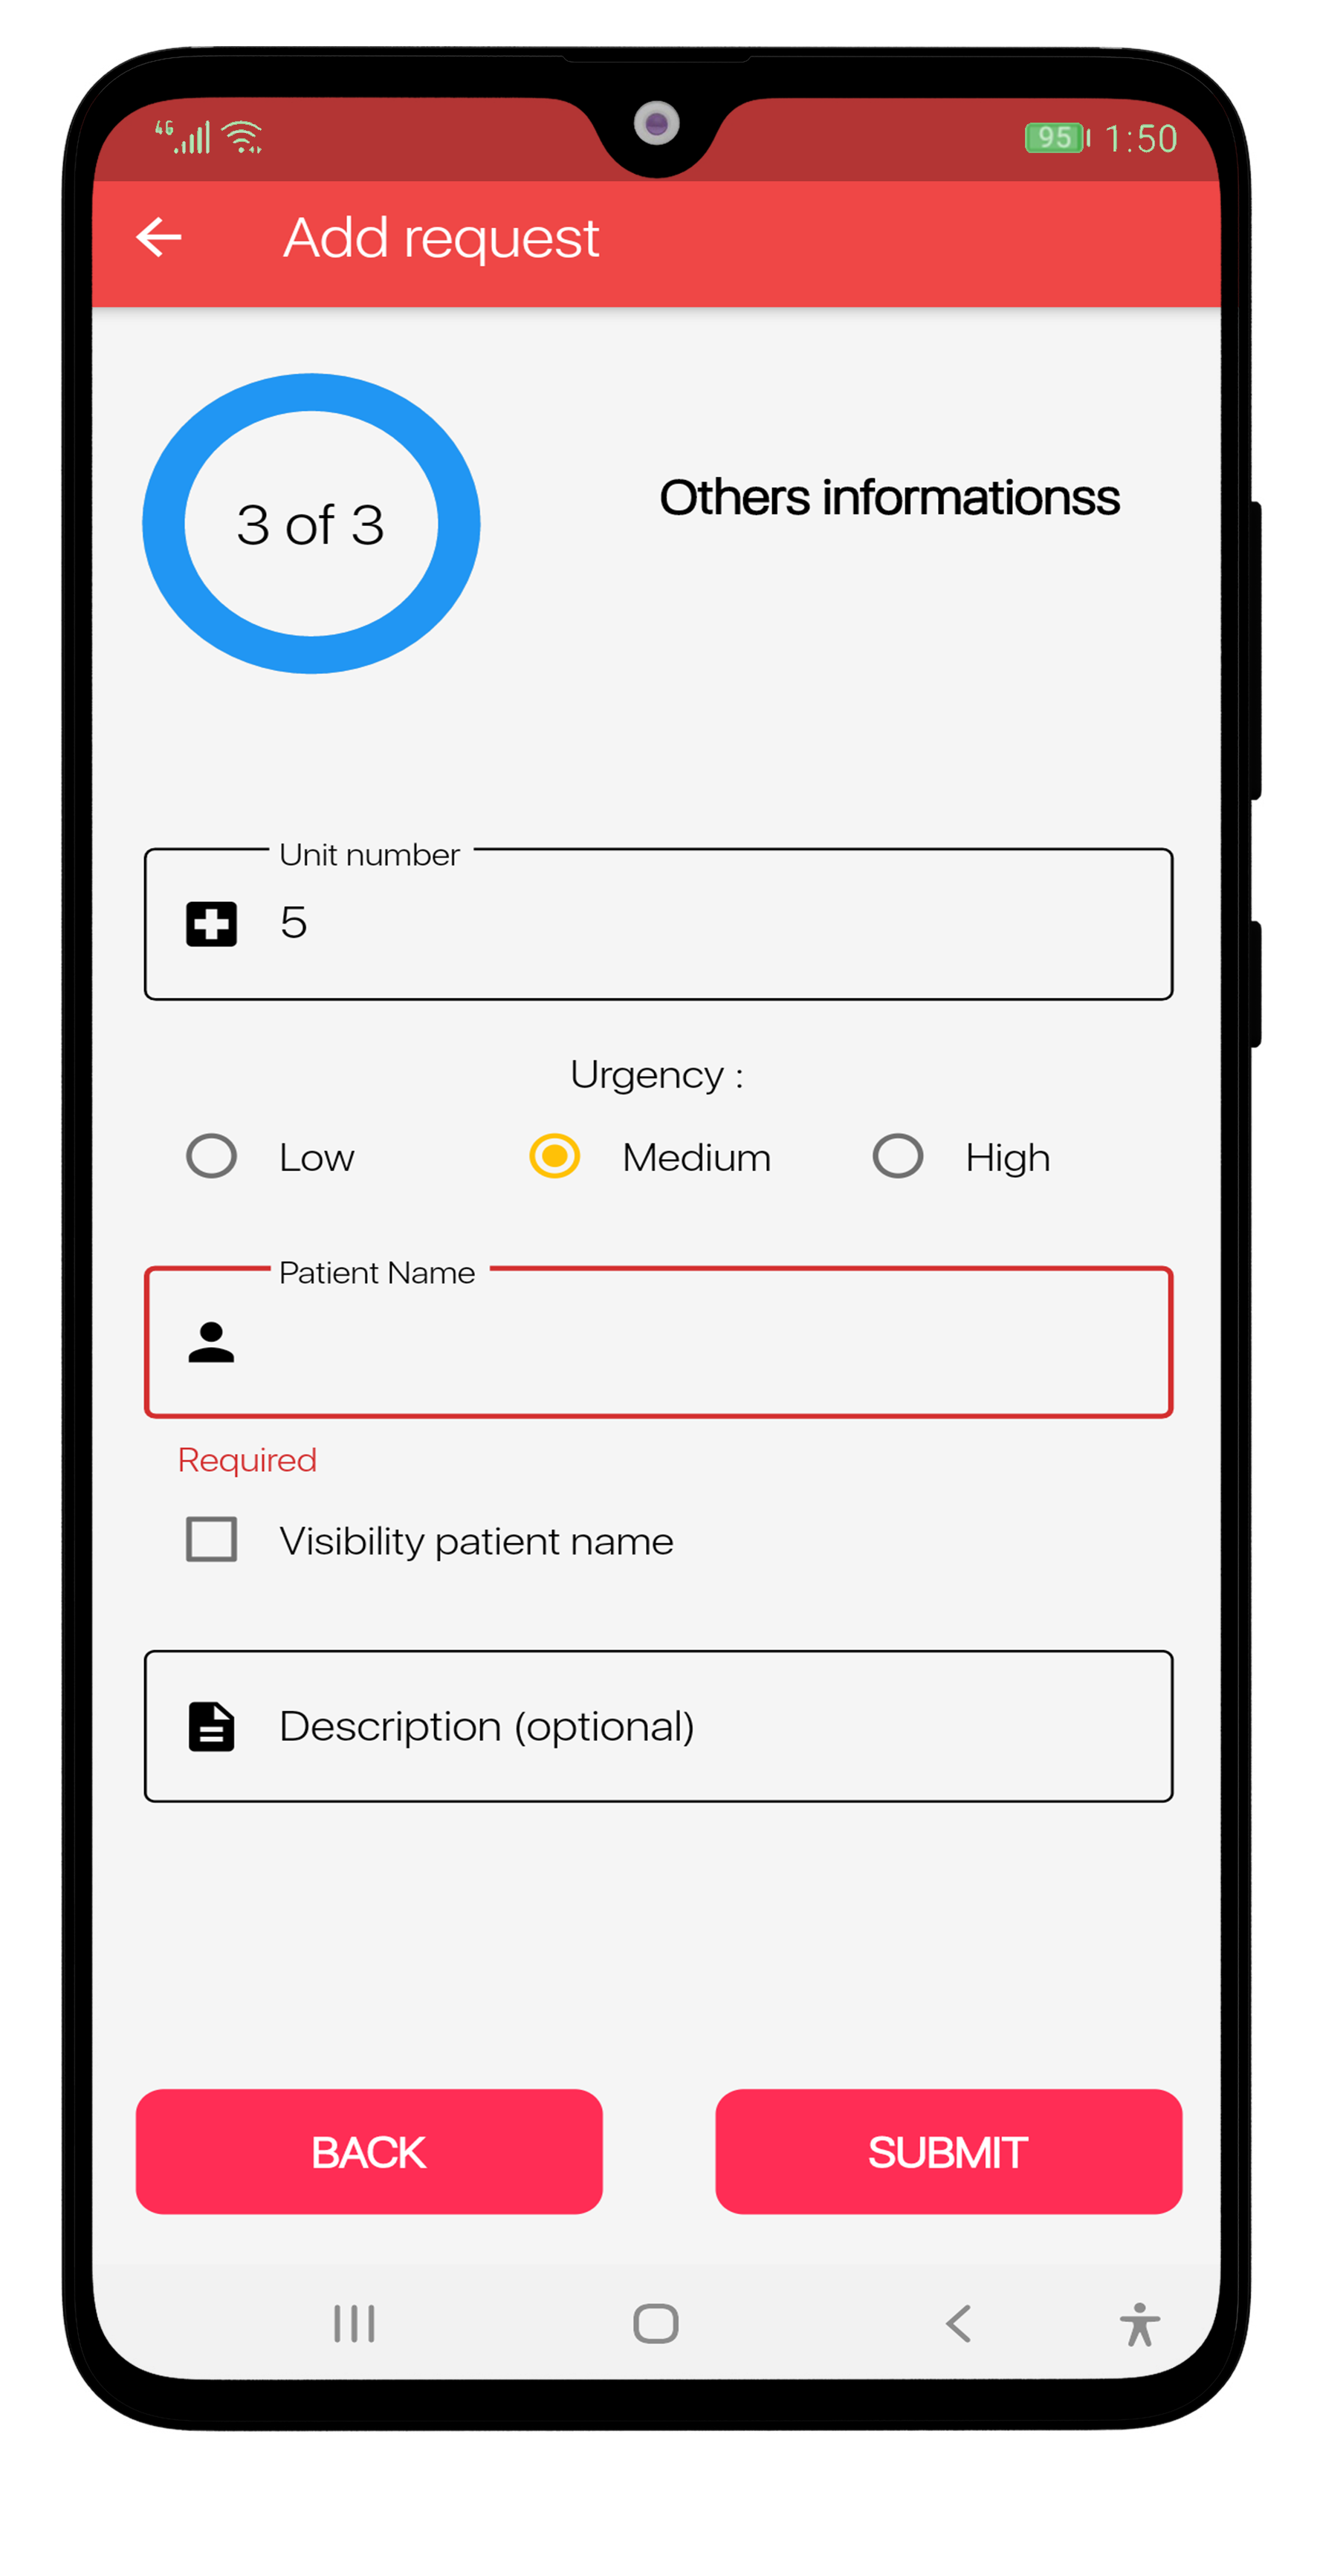 4G 95 1:50
Add request
3 of 3
Others informationss
Unit number
5
Urgency :
Low Medium High
Patient Name
Required
Visibility patient name
Description (optional)
BACK SUBMIT